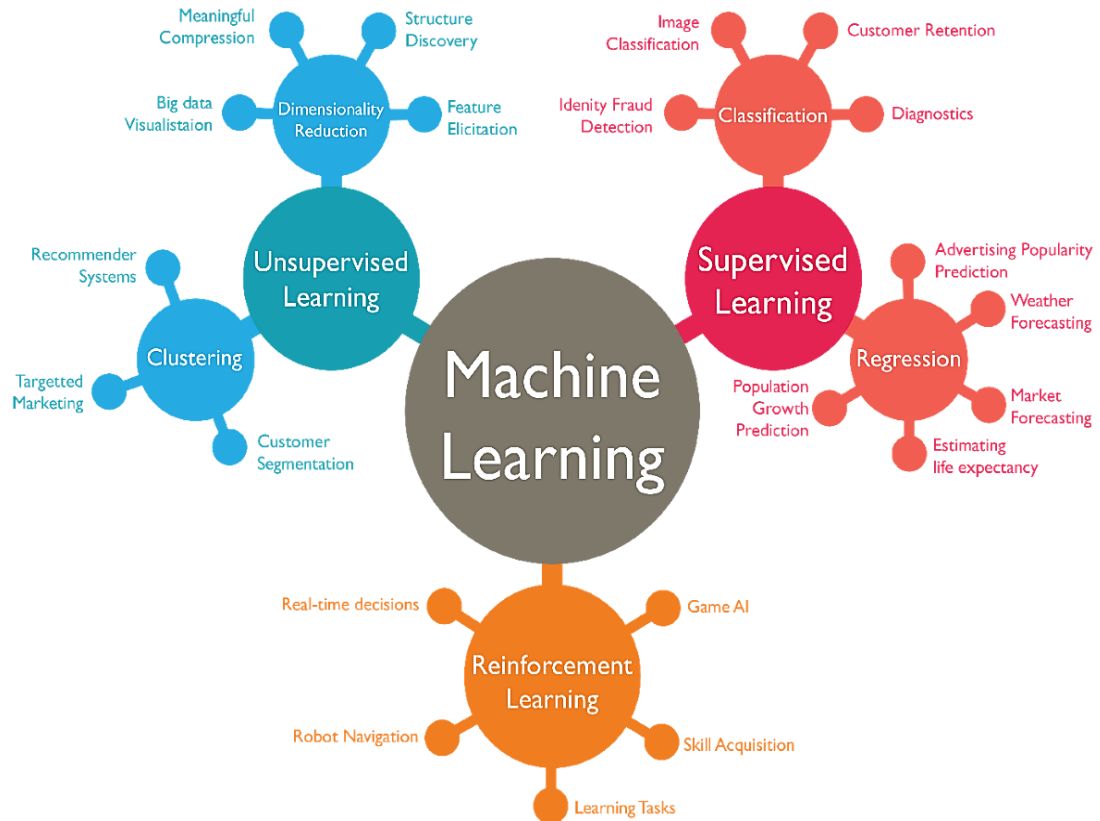 Meaningful
Compression
Structure
Discovery
Big data
Visualistaion
Dimensionality
Reduction
Feature
Elicitation
Image
Classification
Customer Retention
Idenity Fraud
Detection
Classification
Diagnostics
Unsupervised
Learning
Recommender
Systems
Clustering
Targetted
Marketing
Customer
Segmentation
Supervised
Learning
Advertising Popularity
Prediction
Weather
Forecasting
Regression
Population
Growth
Prediction
Market
Forecasting
Estimating
life expectancy
Machine
Learning
Real-time decisions
Game AI
Reinforcement
Learning
Robot Navigation
Skill Acquisition
Learning Tasks